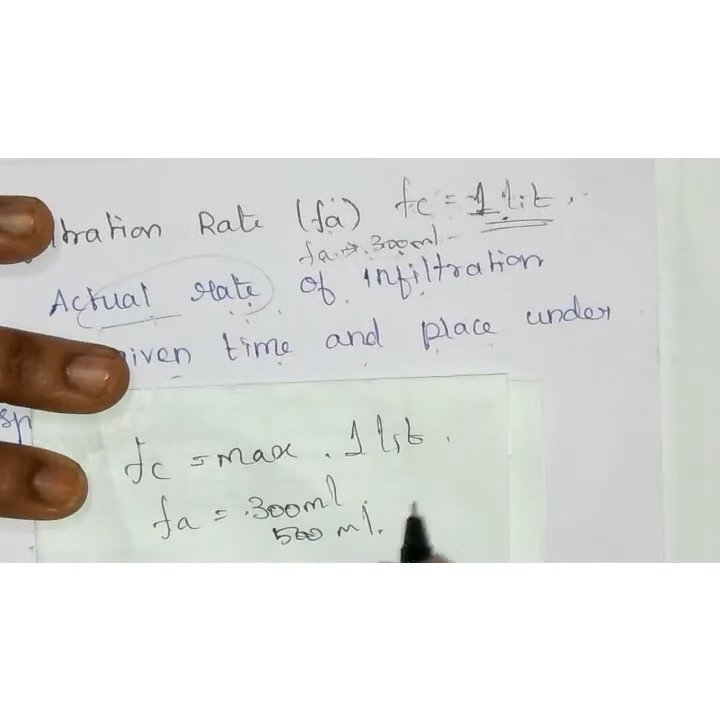 tration Rate (fa) fc = 1 lit.
fa → 300ml
Actual rate of infiltration
given time and place under
sp
fc = max . 1 lit .
fa = .300ml .
500 ml.